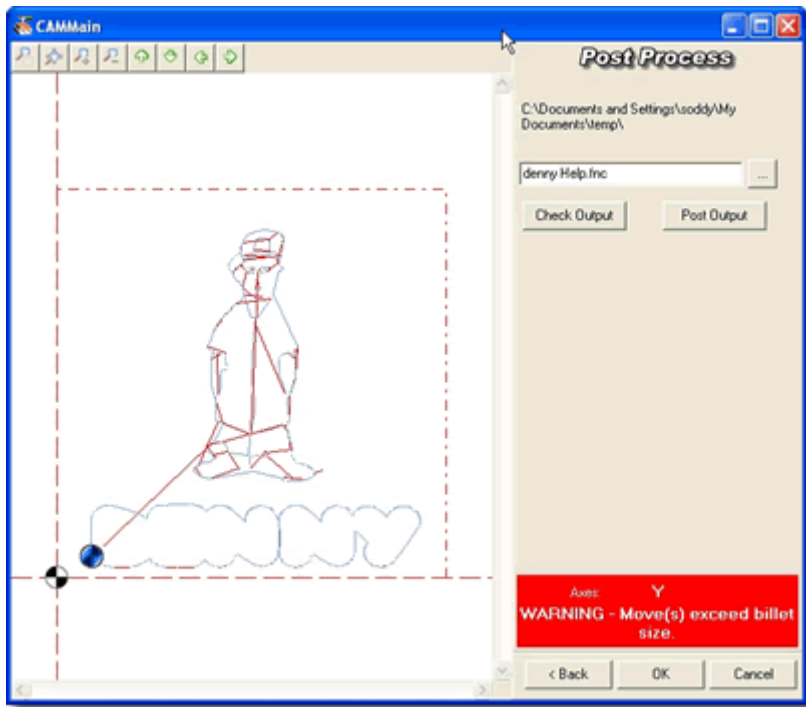 CAMMain
Post Process
C:\Documents and Settings\soddy\My
Documents\temp\
denny Help.fnc
...
Check Output
Post Output
Axes: Y
WARNING - Move(s) exceed billet
size.
< Back
OK
Cancel